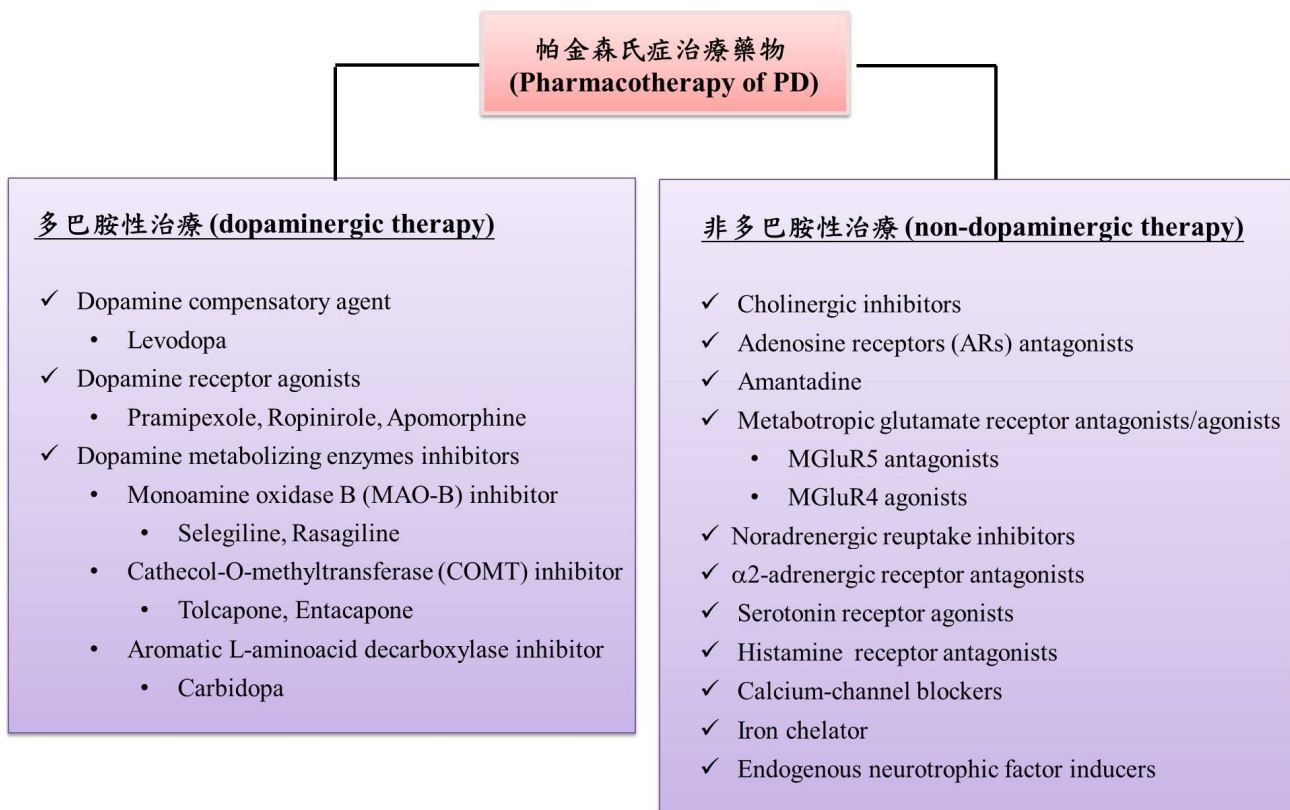 帕金森氏症治療藥物
(Pharmacotherapy of PD)
多巴胺性治療 (dopaminergic therapy)
✓ Dopamine compensatory agent
• Levodopa
✓ Dopamine receptor agonists
• Pramipexole, Ropinirole, Apomorphine
✓ Dopamine metabolizing enzymes inhibitors
• Monoamine oxidase B (MAO-B) inhibitor
• Selegiline, Rasagiline
• Cathecol-O-methyltransferase (COMT) inhibitor
• Tolcapone, Entacapone
• Aromatic L-aminoacid decarboxylase inhibitor
• Carbidopa
非多巴胺性治療 (non-dopaminergic therapy)
✓ Cholinergic inhibitors
✓ Adenosine receptors (ARs) antagonists
✓ Amantadine
✓ Metabotropic glutamate receptor antagonists/agonists
• MGluR5 antagonists
• MGluR4 agonists
✓ Noradrenergic reuptake inhibitors
✓ α2-adrenergic receptor antagonists
✓ Serotonin receptor agonists
✓ Histamine receptor antagonists
✓ Calcium-channel blockers
✓ Iron chelator
✓ Endogenous neurotrophic factor inducers